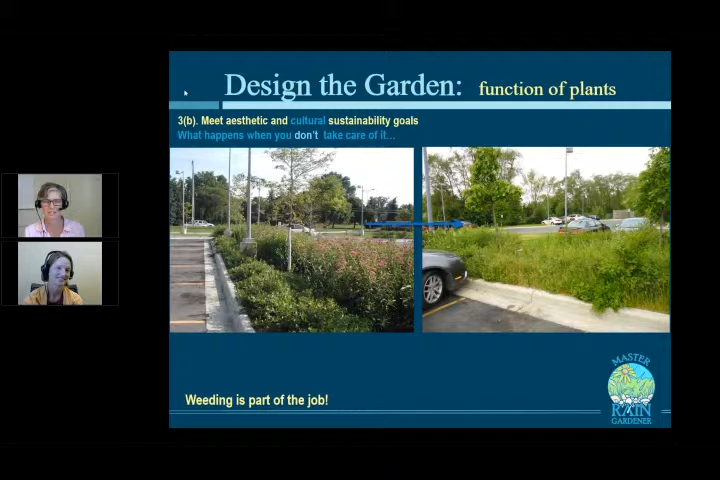 Design the Garden: function of plants
3(b). Meet aesthetic and cultural sustainability goals
What happens when you don't take care of it...
Weeding is part of the job!
MASTER
RAIN
GARDENER